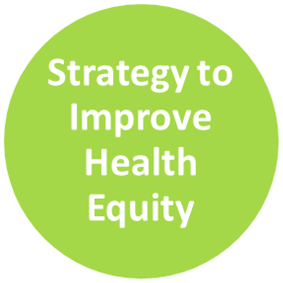 Strategy to
Improve
Health
Equity